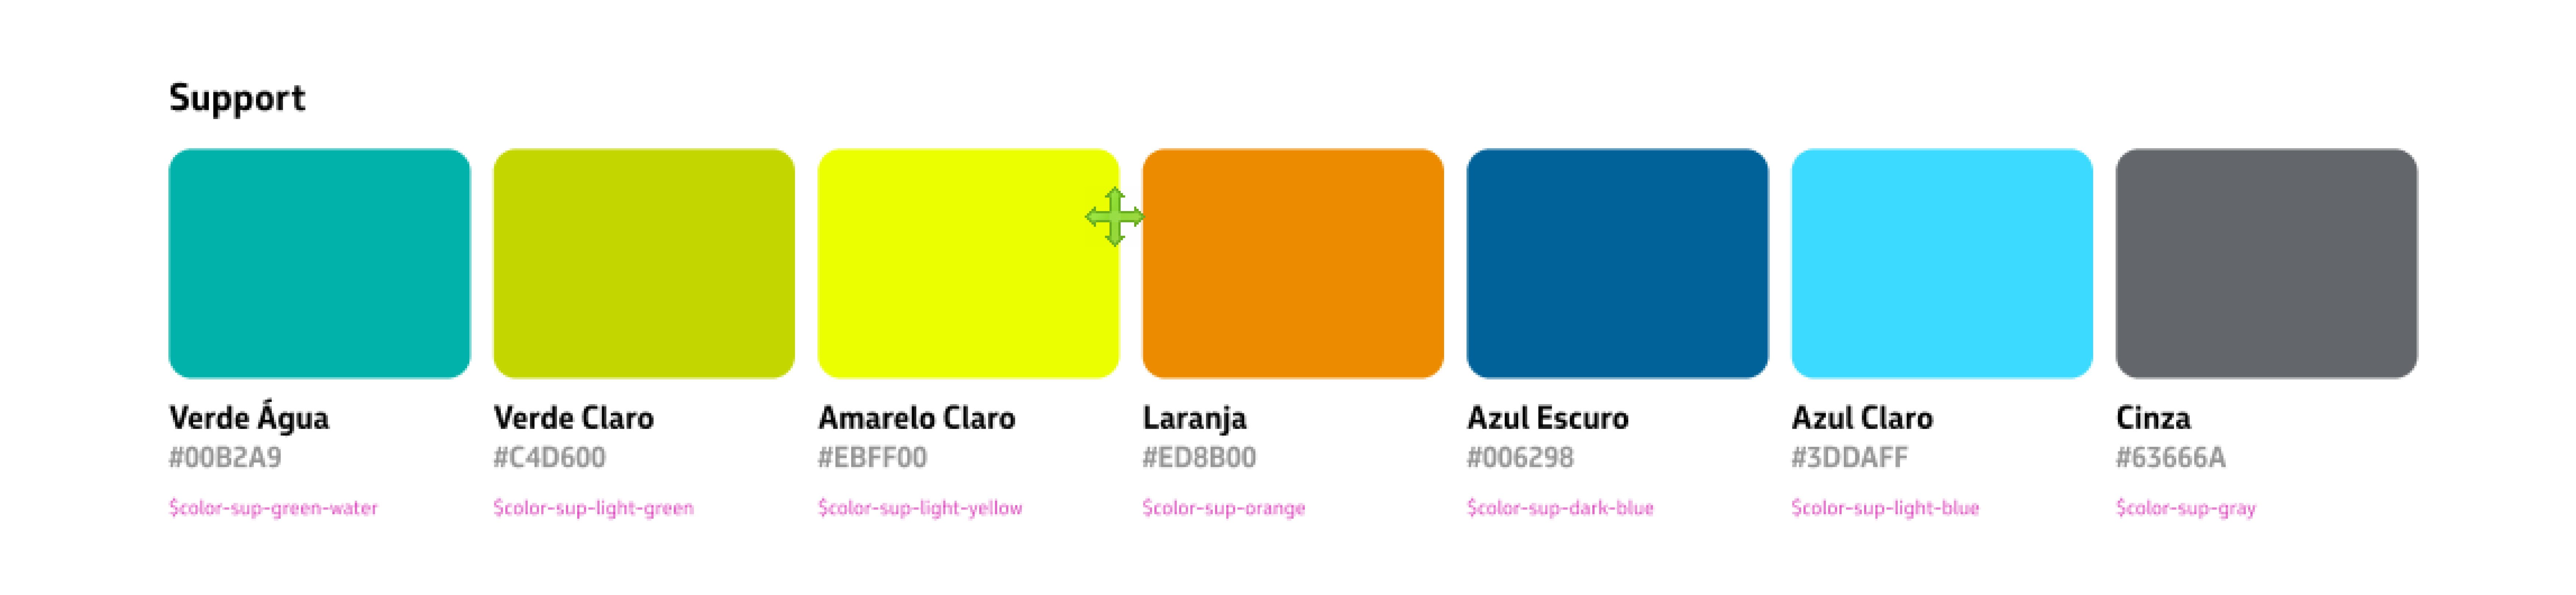 Support
Verde Água
#00B2A9
$color-sup-green-water
Verde Claro
#C4D600
$color-sup-light-green
Amarelo Claro
#EBFF00
$color-sup-light-yellow
Laranja
#ED8B00
$color-sup-orange
Azul Escuro
#006298
$color-sup-dark-blue
Azul Claro
#3DDAFF
$color-sup-light-blue
Cinza
#63666A
$color-sup-gray